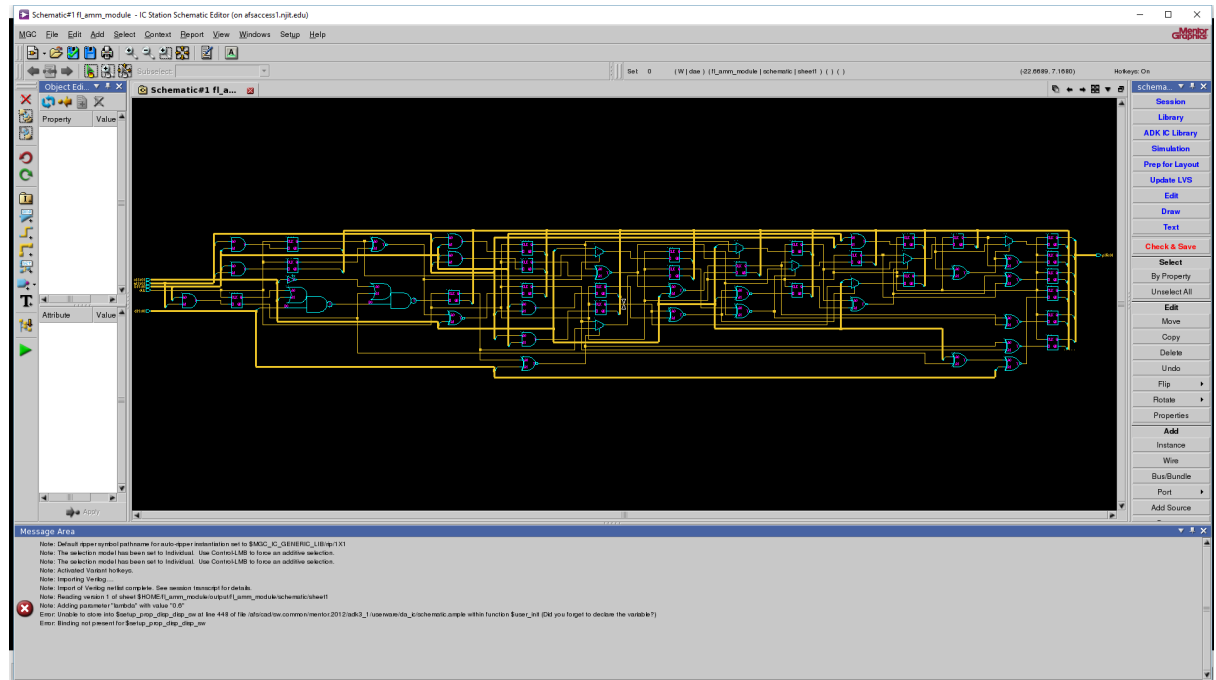 Schematic#1 fl_amm_module - IC Station Schematic Editor (on afsaccess1.njit.edu)
MGC File Edit Add Select Context Report View Windows Setup Help
Mentor Graphics
Subselect:
Set 0 (W|dae) (fl_amm_module|schematic|sheet1) () ()
(-22.6689, 7.1680)
Hotkeys: On
Object Edi...
Property Value
Attribute Value
Apply
Schematic#1 fl_a...
schema...
Session
Library
ADK IC Library
Simulation
Prep for Layout
Update LVS
Edit
Draw
Text
Check & Save
Select
By Property
Unselect All
Edit
Move
Copy
Delete
Undo
Flip
Rotate
Properties
Add
Instance
Wire
Bus/Bundle
Port
Add Source
Message Area
Note: Default ripper symbol pathname for auto-ripper instantiation set to $MGC_IC_GENERIC_LIB/rip/1X1
Note: The selection model has been set to Individual. Use Control-LMB to force an additive selection.
Note: The selection model has been set to Individual. Use Control-LMB to force an additive selection.
Note: Activated Variant hotkeys.
Note: Importing Verilog....
Note: Import of Verilog netlist complete. See session transcript for details.
Note: Reading version 1 of sheet $HOME/fl_amm_module/output/fl_amm_module/schematic/sheet1
Note: Adding parameter "lambda" with value "0.6"
Error: Unable to store into $setup_prop_disp_disp_sw at line 448 of file /afs/cad/sw.common/mentor.2012/adk3_1/userware/da_ic/schematic.ample within function $user_init (Did you forget to declare the variable?)
Error: Binding not present for $setup_prop_disp_disp_sw